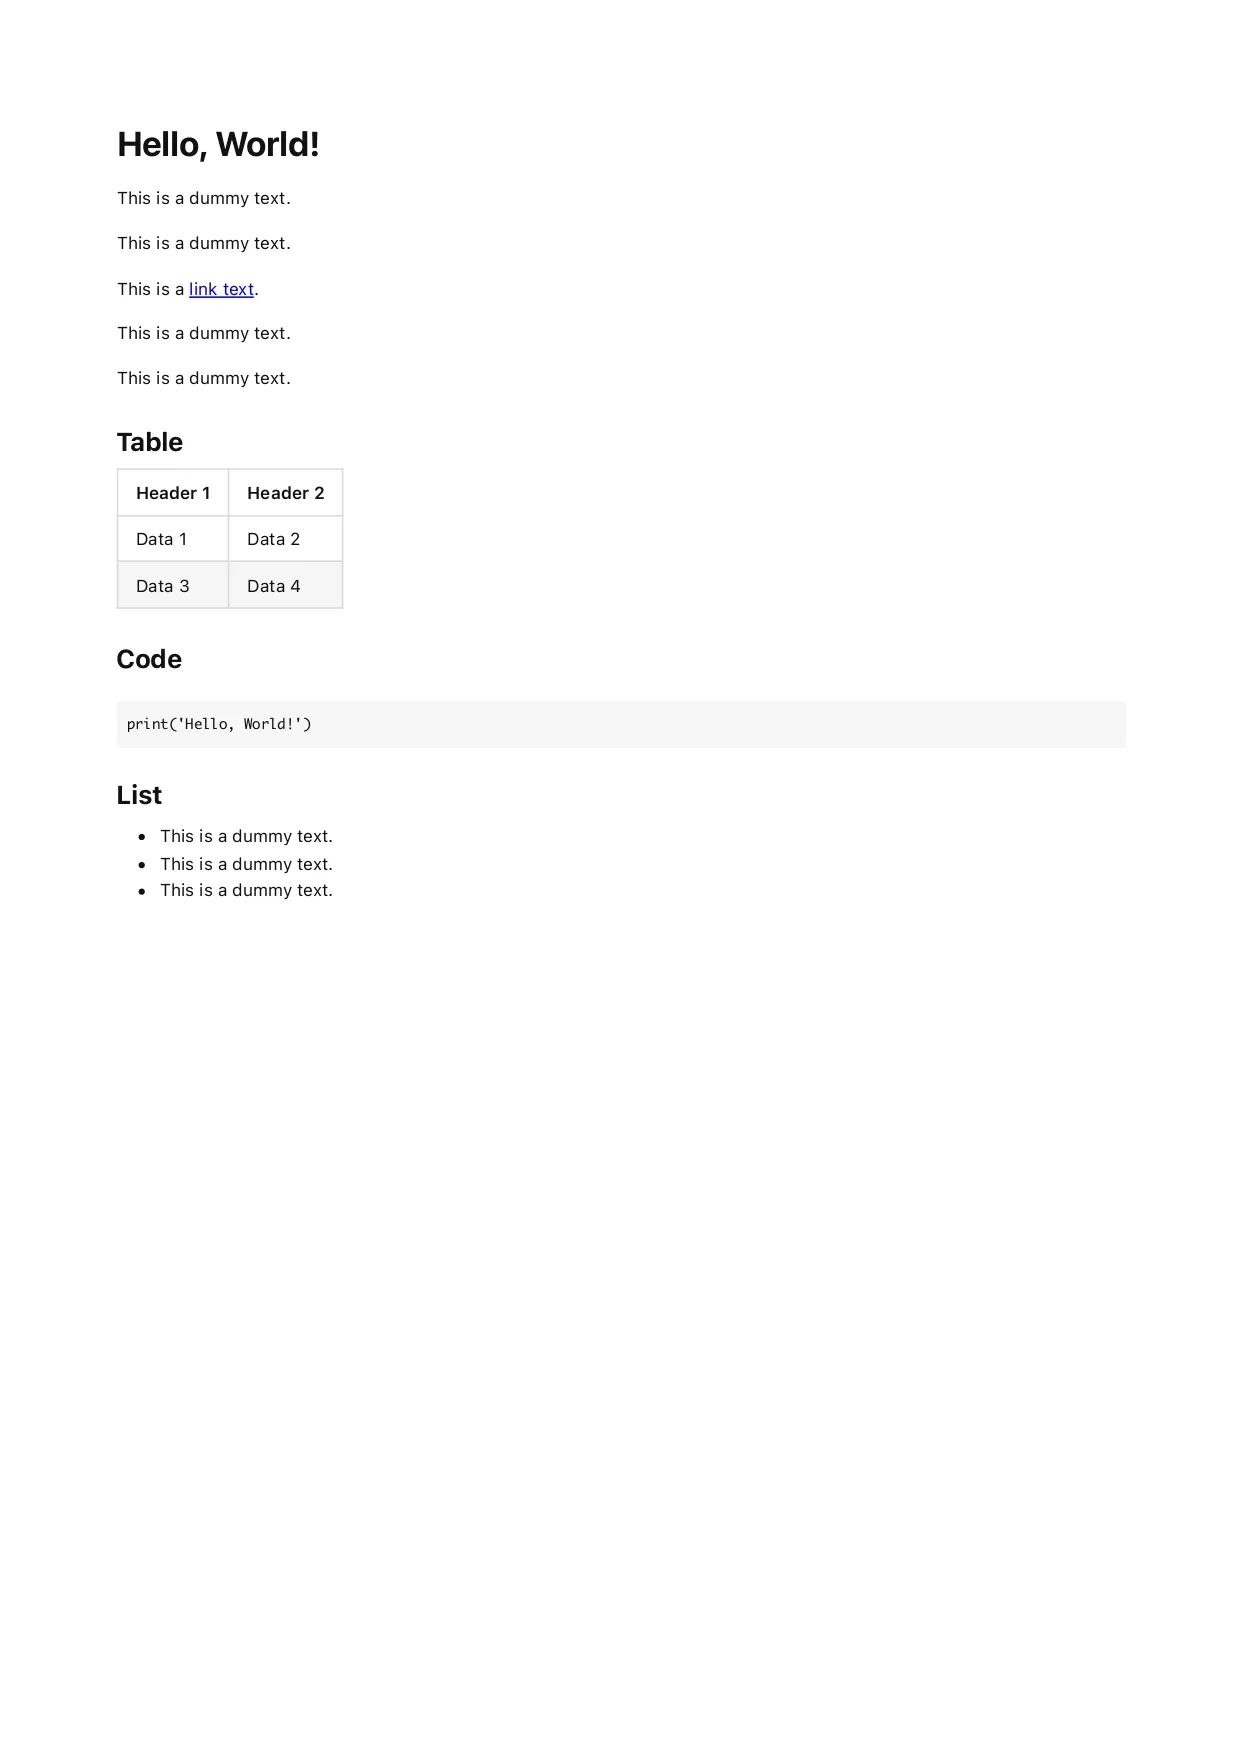 Hello, World!
This is a dummy text.
This is a dummy text.
This is a link text.
This is a dummy text.
This is a dummy text.
Table
Header 1 Header 2
Data 1 Data 2
Data 3 Data 4
Code
print('Hello, World!')
List
• This is a dummy text.
• This is a dummy text.
• This is a dummy text.